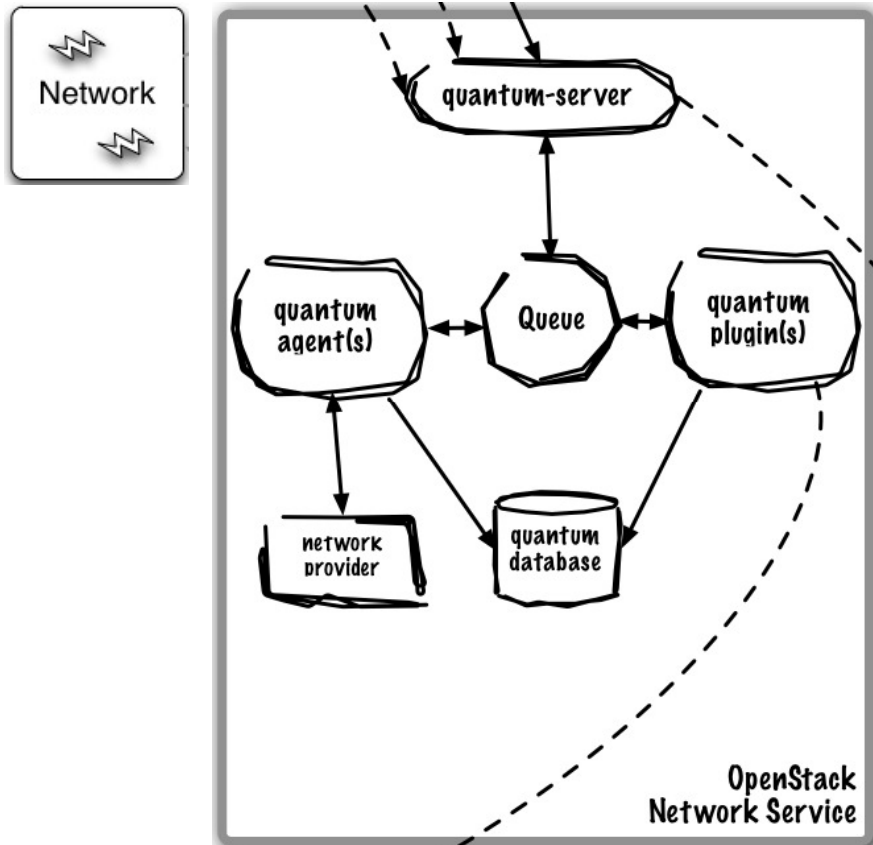 Network
quantum-server
quantum
agent(s)
Queue
quantum
plugin(s)
network
provider
quantum
database
OpenStack
Network Service